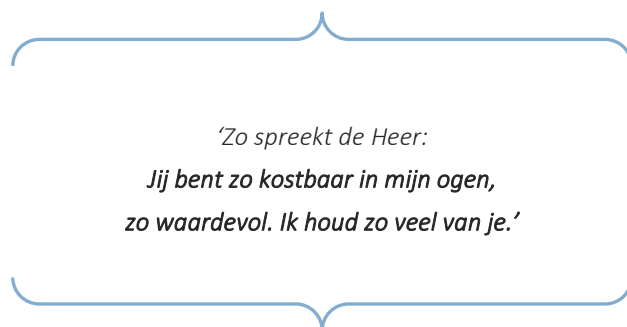 ‘Zo spreekt de Heer:
Jij bent zo kostbaar in mijn ogen,
zo waardevol. Ik houd zo veel van je.’